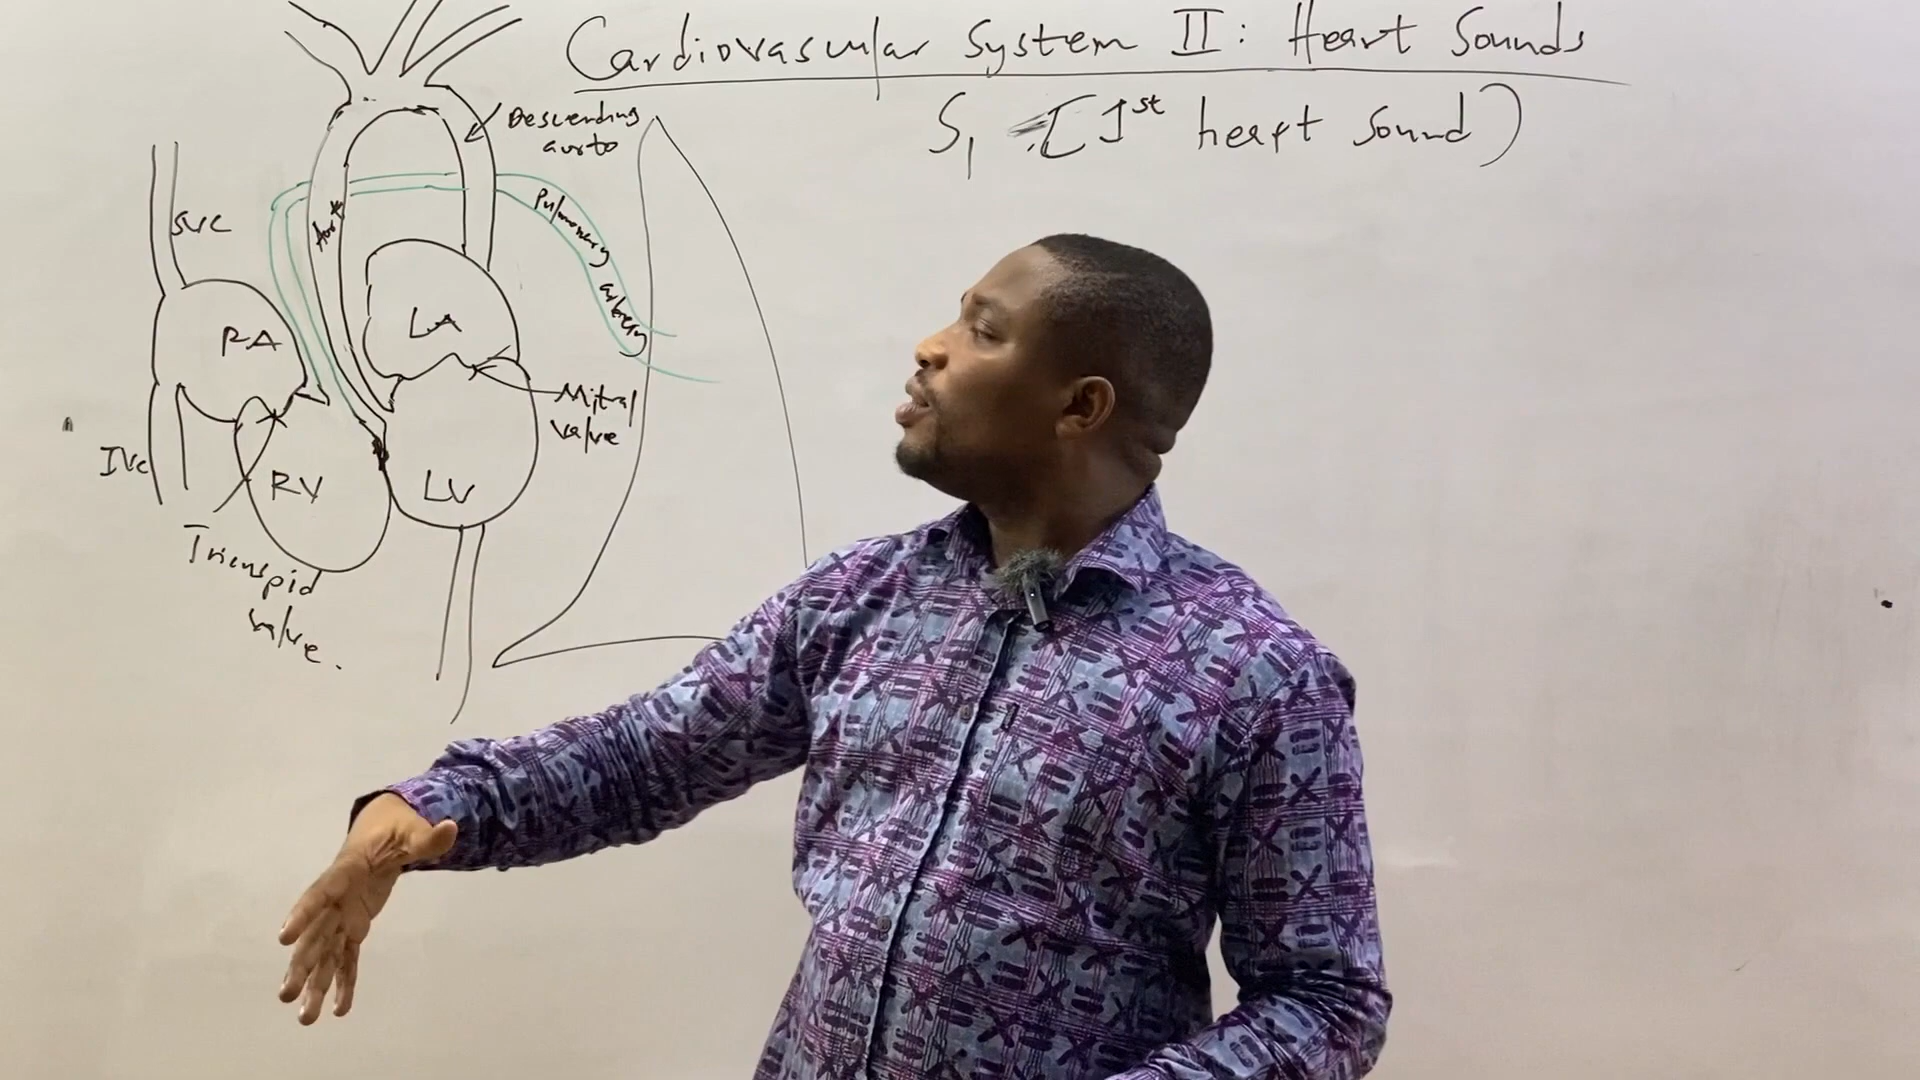 Cardiovascular System II: Heart Sounds
S1 [1st heart Sound)
Descending
aorta
SVC
Aorta
Pulmonary artery
RA
LA
Mitral
valve
IVC
RV
LV
Tricuspid
valve.